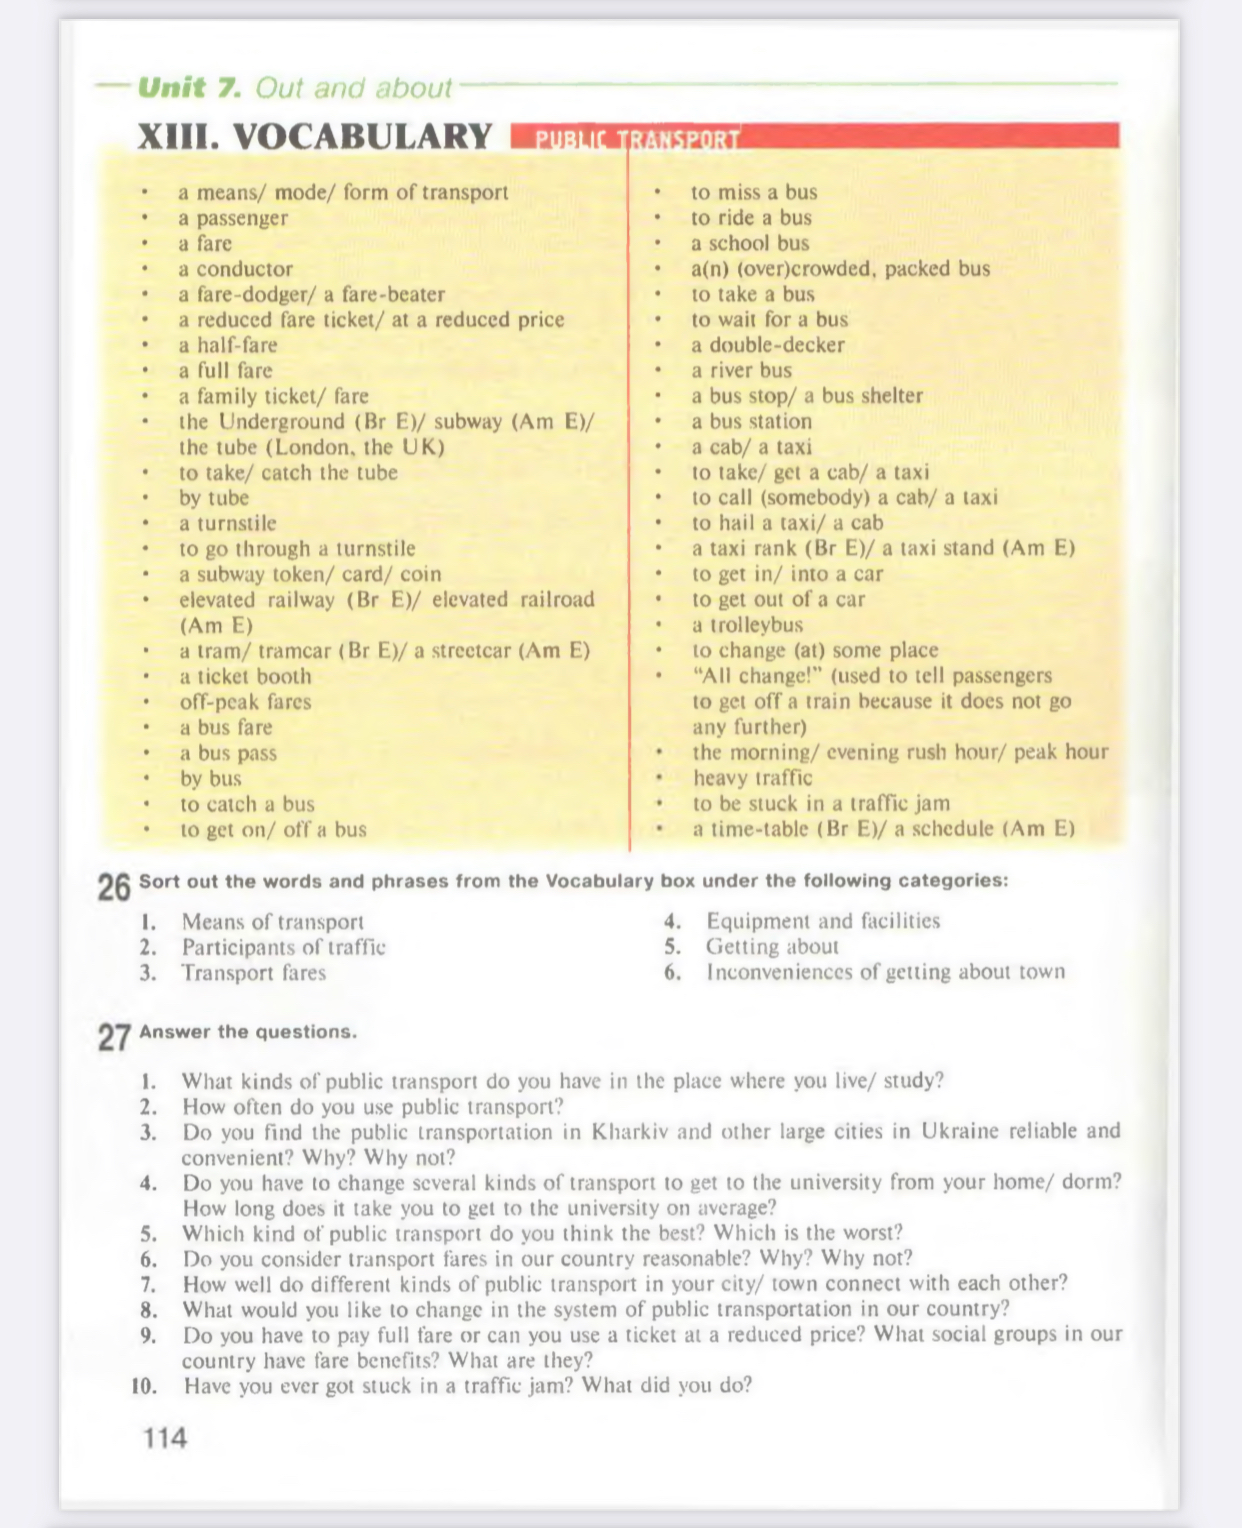 Unit 7. Out and about
XIII. VOCABULARY PUBLIC TRANSPORT
• a means/ mode/ form of transport
• a passenger
• a fare
• a conductor
• a fare-dodger/ a fare-beater
• a reduced fare ticket/ at a reduced price
• a half-fare
• a full fare
• a family ticket/ fare
• the Underground (Br E)/ subway (Am E)/
the tube (London, the UK)
• to take/ catch the tube
• by tube
• a turnstile
• to go through a turnstile
• a subway token/ card/ coin
• elevated railway (Br E)/ elevated railroad
(Am E)
• a tram/ tramcar (Br E)/ a streetcar (Am E)
• a ticket booth
• off-peak fares
• a bus fare
• a bus pass
• by bus
• to catch a bus
• to get on/ off a bus
• to miss a bus
• to ride a bus
• a school bus
• a(n) (over)crowded, packed bus
• to take a bus
• to wait for a bus
• a double-decker
• a river bus
• a bus stop/ a bus shelter
• a bus station
• a cab/ a taxi
• to take/ get a cab/ a taxi
• to call (somebody) a cab/ a taxi
• to hail a taxi/ a cab
• a taxi rank (Br E)/ a taxi stand (Am E)
• to get in/ into a car
• to get out of a car
• a trolleybus
• to change (at) some place
• “All change!” (used to tell passengers
to get off a train because it does not go
any further)
• the morning/ evening rush hour/ peak hour
• heavy traffic
• to be stuck in a traffic jam
• a time-table (Br E)/ a schedule (Am E)
26 Sort out the words and phrases from the Vocabulary box under the following categories:
1. Means of transport
2. Participants of traffic
3. Transport fares
4. Equipment and facilities
5. Getting about
6. Inconveniences of getting about town
27 Answer the questions.
1. What kinds of public transport do you have in the place where you live/ study?
2. How often do you use public transport?
3. Do you find the public transportation in Kharkiv and other large cities in Ukraine reliable and
convenient? Why? Why not?
4. Do you have to change several kinds of transport to get to the university from your home/ dorm?
How long does it take you to get to the university on average?
5. Which kind of public transport do you think the best? Which is the worst?
6. Do you consider transport fares in our country reasonable? Why? Why not?
7. How well do different kinds of public transport in your city/ town connect with each other?
8. What would you like to change in the system of public transportation in our country?
9. Do you have to pay full fare or can you use a ticket at a reduced price? What social groups in our
country have fare benefits? What are they?
10. Have you ever got stuck in a traffic jam? What did you do?
114